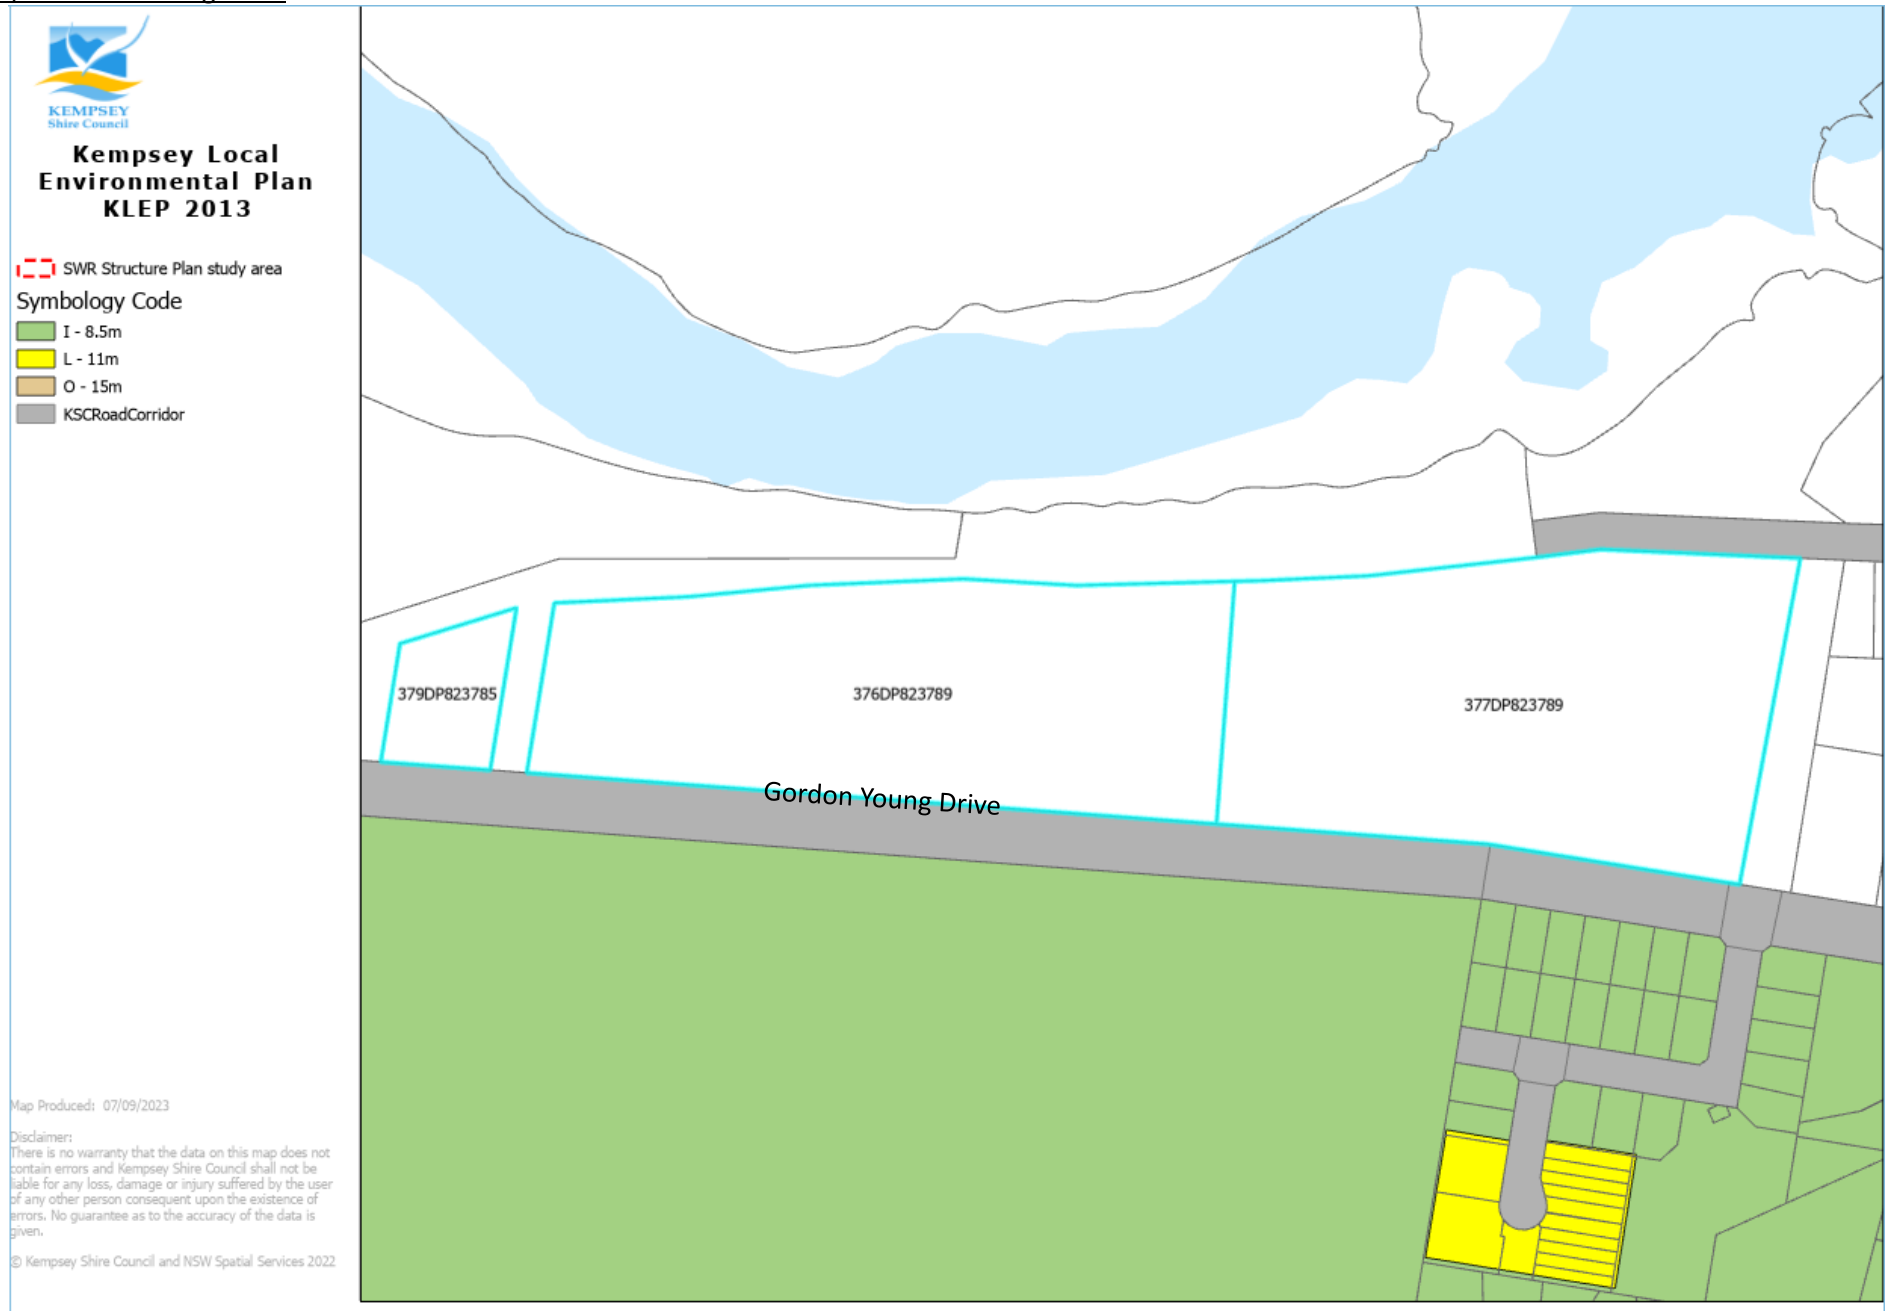 KEMPSEY
Shire Council
Kempsey Local
Environmental Plan
KLEP 2013
SWR Structure Plan study area
Symbology Code
I - 8.5m
L - 11m
O - 15m
KSCRoadCorridor
379DP823785
376DP823789
377DP823789
Gordon Young Drive
Map Produced: 07/09/2023
Disclaimer:
There is no warranty that the data on this map does not
contain errors and Kempsey Shire Council shall not be
liable for any loss, damage or injury suffered by the user
of any other person consequent upon the existence of
errors. No guarantee as to the accuracy of the data is
given.
© Kempsey Shire Council and NSW Spatial Services 2022